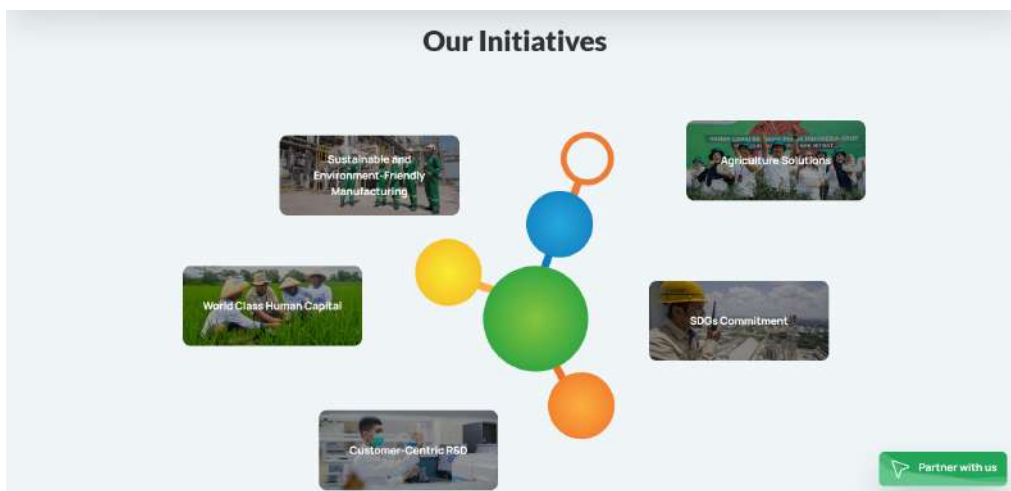 Our Initiatives
Sustainable and
Environment-Friendly
Manufacturing
Agriculture Solutions
World Class Human Capital
SDGs Commitment
Customer-Centric R&D
Partner with us